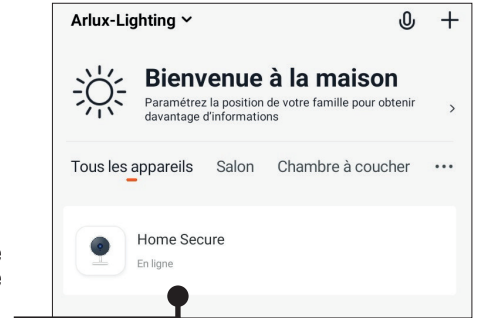 Arlux-Lighting
Bienvenue à la maison
Paramétrez la position de votre famille pour obtenir
davantage d'informations
Tous les appareils Salon Chambre à coucher
Home Secure
En ligne
e
e